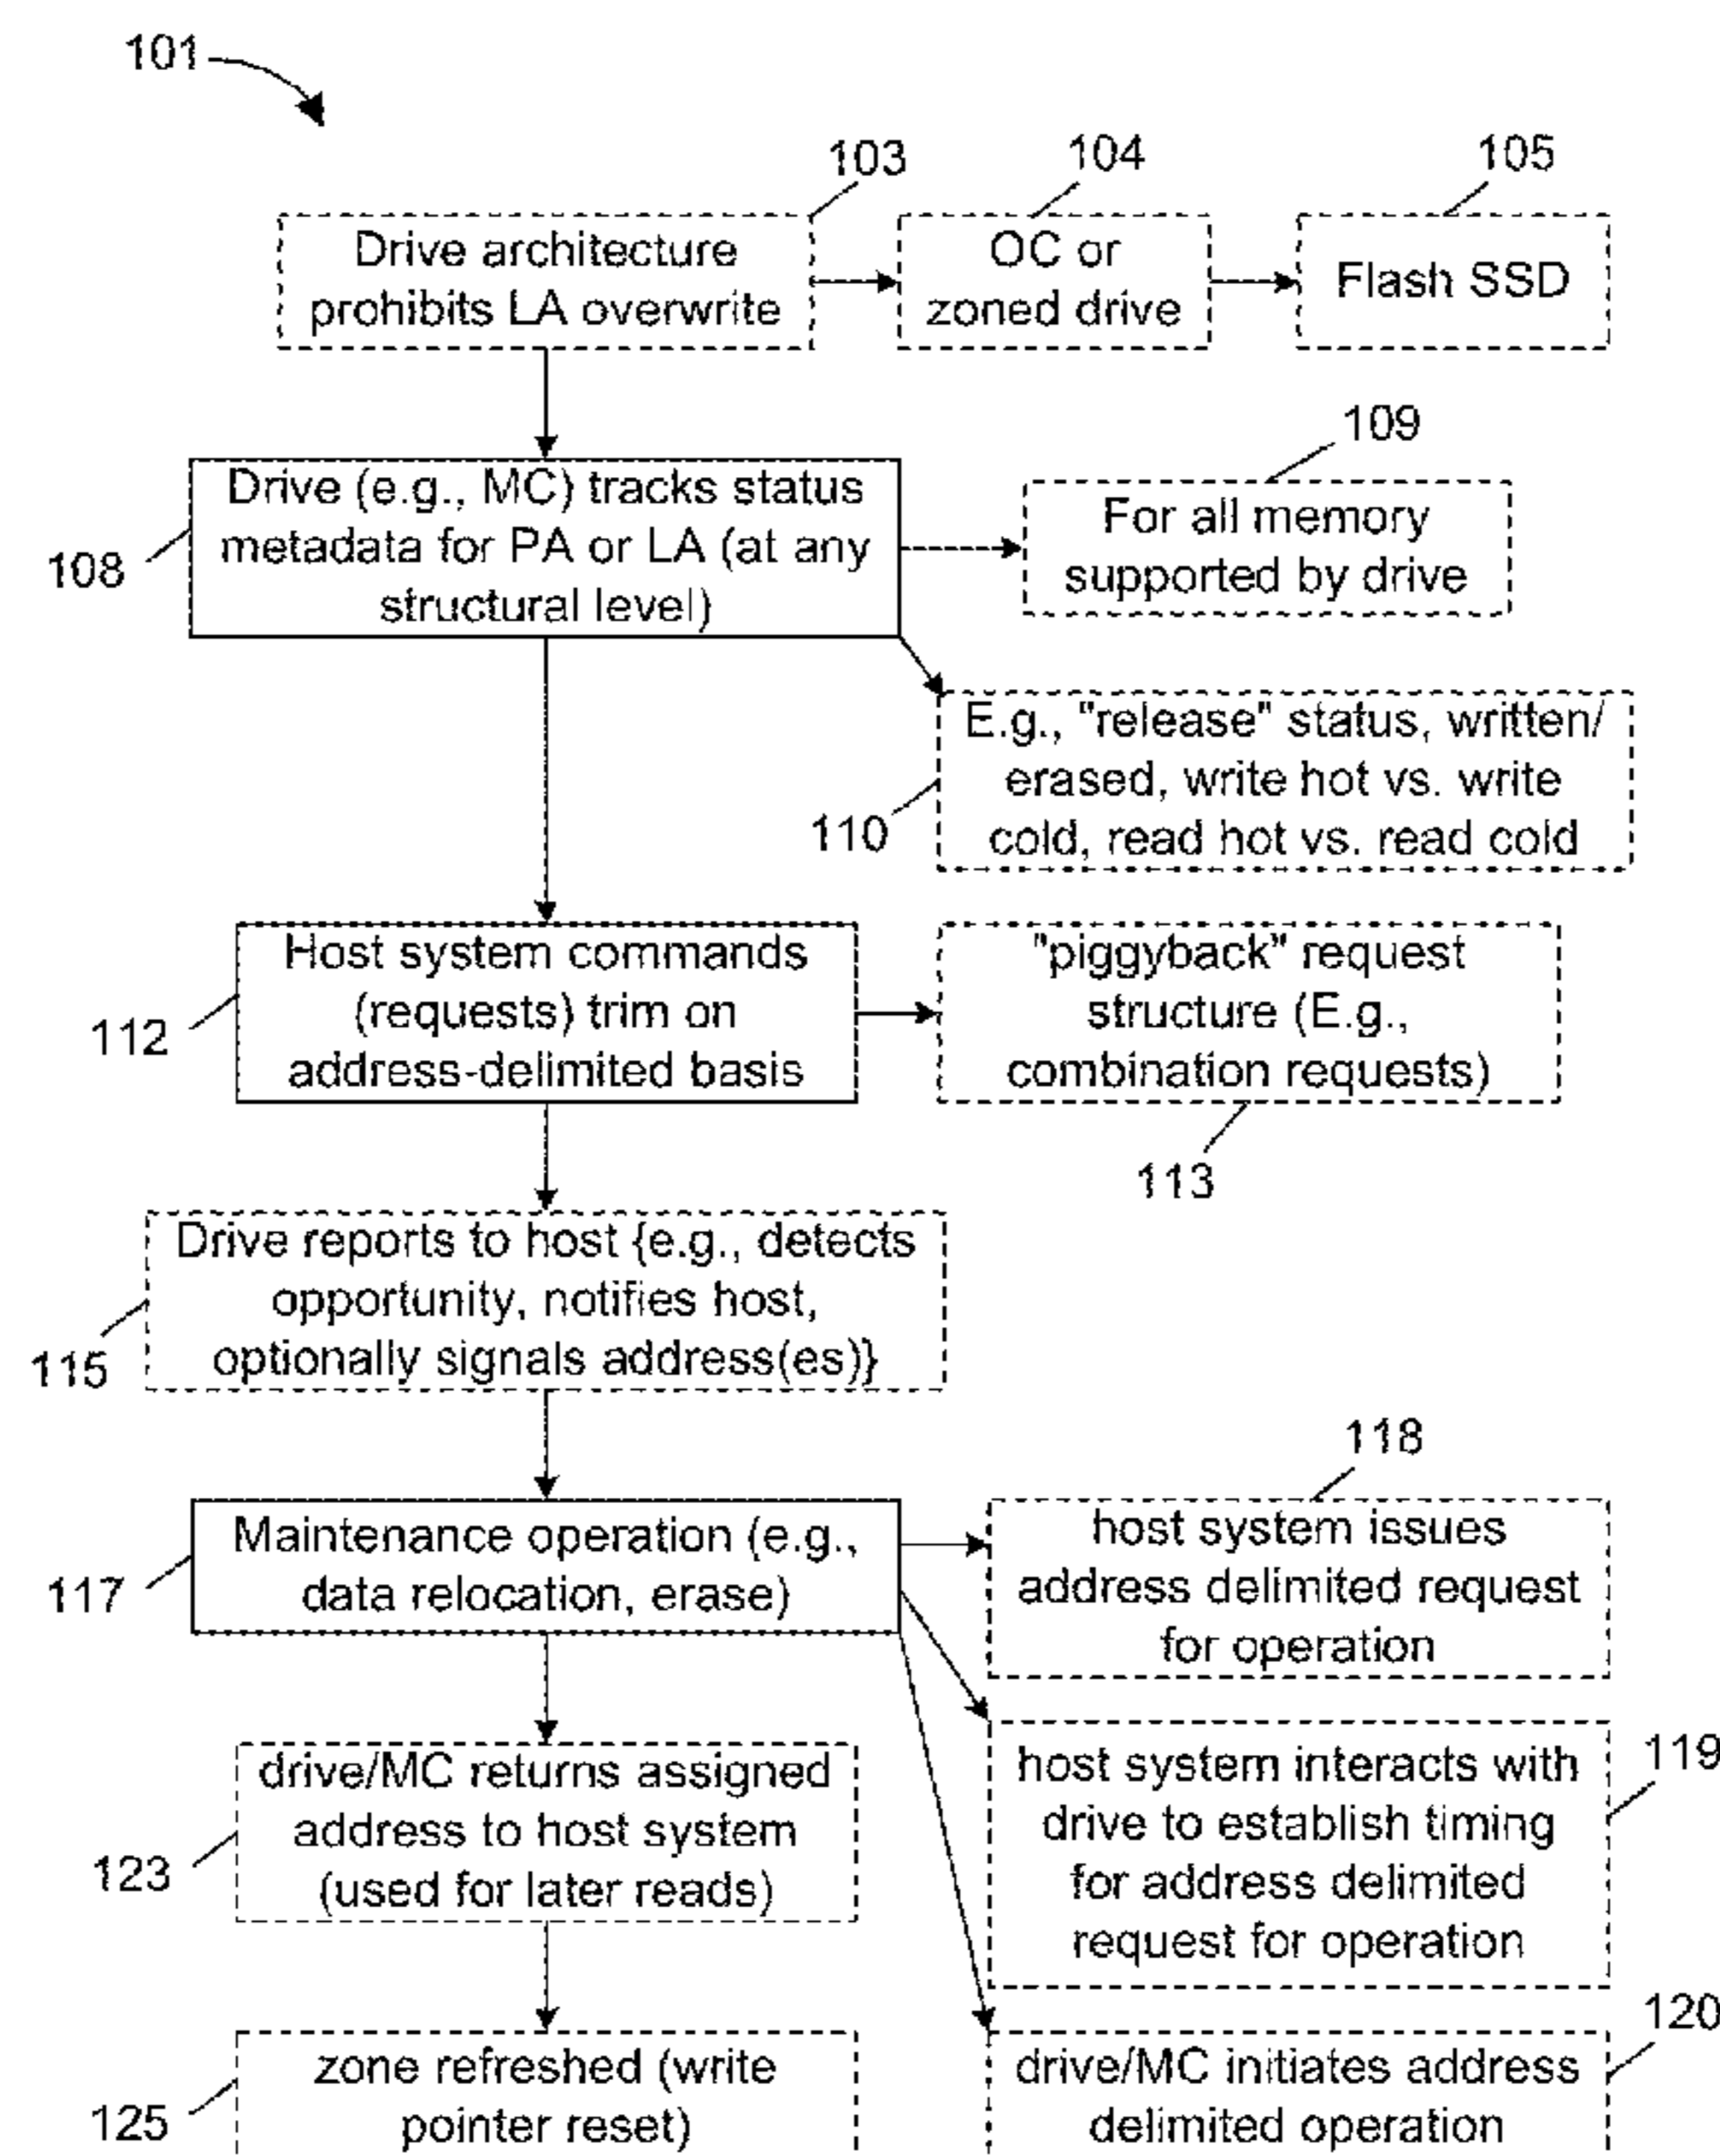 101
103
104
105
Drive architecture
prohibits LA overwrite
OC or
zoned drive
Flash SSD
109
Drive (e.g., MC) tracks status
metadata for PA or LA (at any
structural level)
108
For all memory
supported by drive
E.g., "release" status, written/
erased, write hot vs. write
cold, read hot vs. read cold
110
Host system commands
(requests) trim on
address-delimited basis
112
"piggyback" request
structure (E.g.,
combination requests)
113
Drive reports to host {e.g., detects
opportunity, notifies host,
optionally signals address(es)}
115
118
Maintenance operation (e.g.,
data relocation, erase)
117
host system issues
address delimited request
for operation
host system interacts with
drive to establish timing
for address delimited
request for operation
119
drive/MC returns assigned
address to host system
(used for later reads)
123
120
zone refreshed (write
pointer reset)
125
drive/MC initiates address
delimited operation